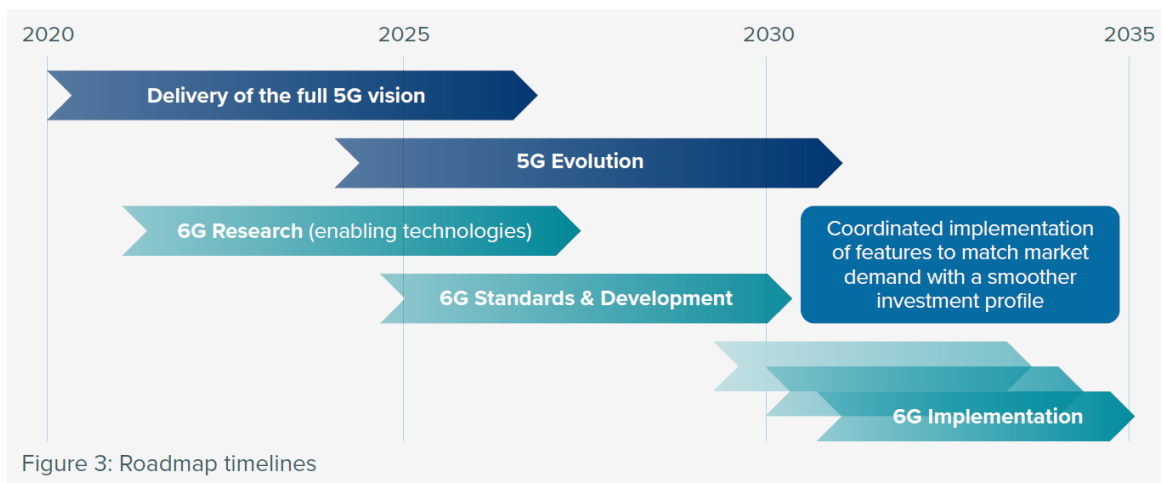 2020 2025 2030 2035
Delivery of the full 5G vision
5G Evolution
6G Research (enabling technologies)
Coordinated implementation
of features to match market
demand with a smoother
investment profile
6G Standards & Development
6G Implementation
Figure 3: Roadmap timelines